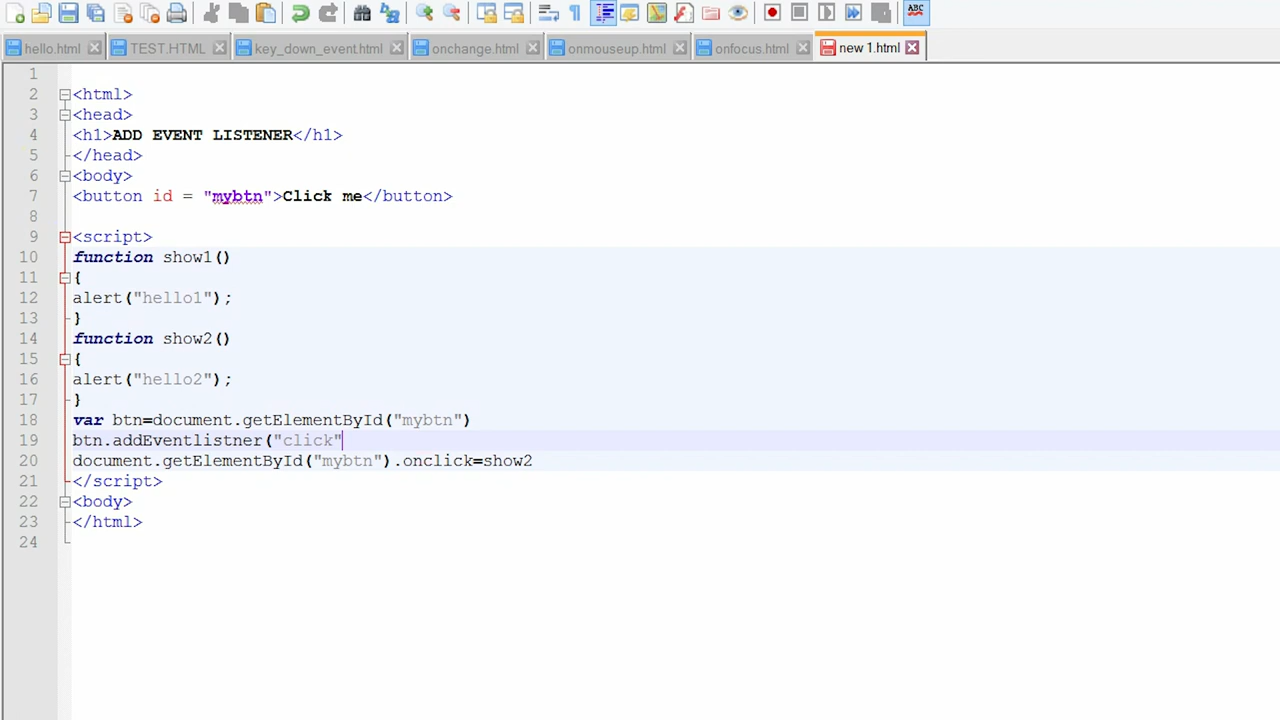 ABC
hello.html TEST.HTML key_down_event.html onchange.html onmouseup.html onfocus.html new 1.html
1
2 <html>
3 <head>
4 <h1>ADD EVENT LISTENER</h1>
5 </head>
6 <body>
7 <button id = "mybtn">Click me</button>
8
9 <script>
10 function show1()
11 {
12 alert("hello1");
13 }
14 function show2()
15 {
16 alert("hello2");
17 }
18 var btn=document.getElementById("mybtn")
19 btn.addEventlistner("click"
20 document.getElementById("mybtn").onclick=show2
21 </script>
22 <body>
23 </html>
24